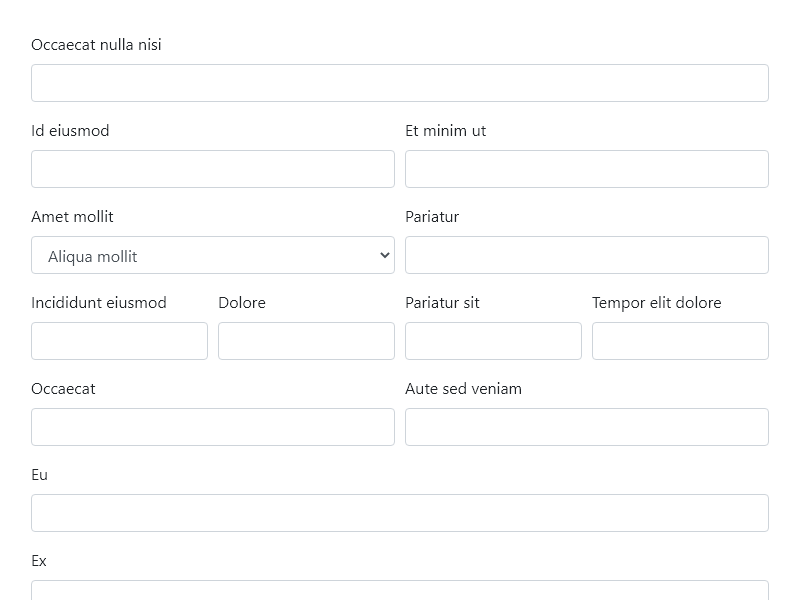 Occaecat nulla nisi
Id eiusmod
Et minim ut
Amet mollit
Aliqua mollit
Pariatur
Incididunt eiusmod
Dolore
Pariatur sit
Tempor elit dolore
Occaecat
Aute sed veniam
Eu
Ex